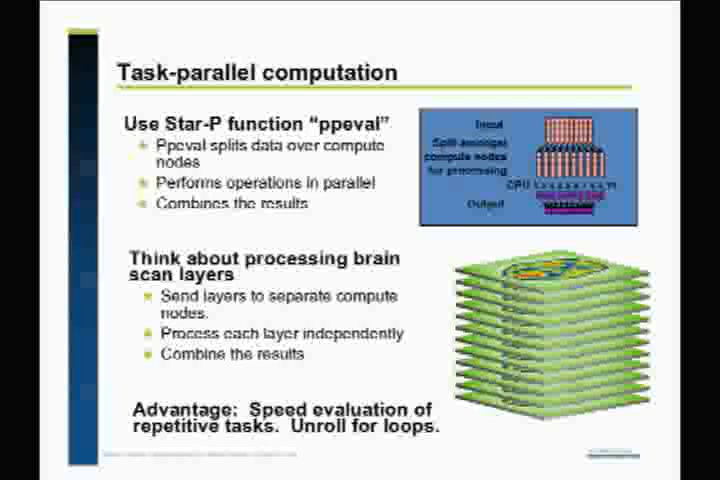 Task-parallel computation
Use Star-P function "ppeval"
Ppeval splits data over compute
nodes
Performs operations in parallel
Combines the results
Input
Split amongst
compute nodes
for processing
CPU
Output
Think about processing brain
scan layers
Send layers to separate compute
nodes.
Process each layer independently
Combine the results
Advantage: Speed evaluation of
repetitive tasks. Unroll for loops.